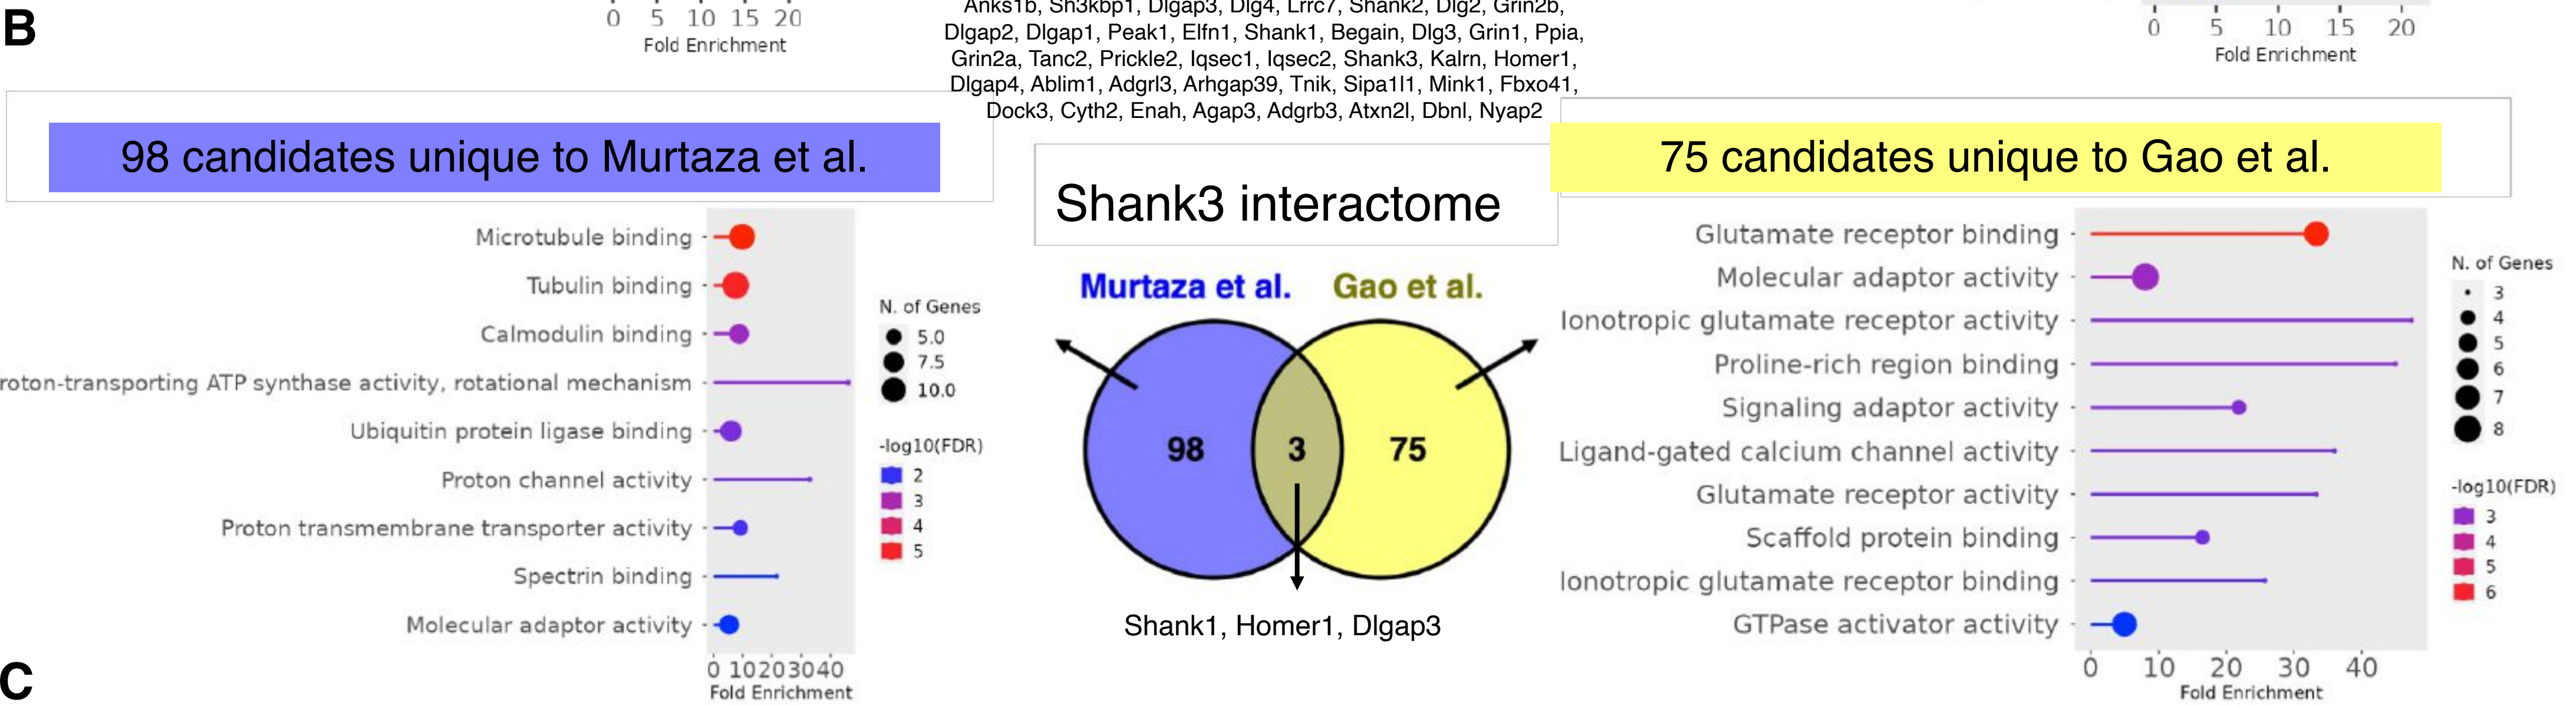 B
0 5 10 15 20
Fold Enrichment
Anks1b, Sh3kbp1, Dlgap3, Dlg4, Lrrc7, Shank2, Dlg2, Grin2b,
Dlgap2, Dlgap1, Peak1, Elfn1, Shank1, Begain, Dlg3, Grin1, Ppia,
Grin2a, Tanc2, Prickle2, Iqsec1, Iqsec2, Shank3, Kalrn, Homer1,
Dlgap4, Ablim1, Adgrl3, Arhgap39, Tnik, Sipa1l1, Mink1, Fbxo41,
Dock3, Cyth2, Enah, Agap3, Adgrb3, Atxn2l, Dbnl, Nyap2
0 5 10 15 20
Fold Enrichment
98 candidates unique to Murtaza et al.
Microtubule binding
Tubulin binding
Calmodulin binding
roton-transporting ATP synthase activity, rotational mechanism
Ubiquitin protein ligase binding
Proton channel activity
Proton transmembrane transporter activity
Spectrin binding
Molecular adaptor activity
0 10 20 30 40
Fold Enrichment
N. of Genes
5.0
7.5
10.0
-log10(FDR)
2
3
4
5
Shank3 interactome
Murtaza et al. Gao et al.
98 3 75
Shank1, Homer1, Dlgap3
75 candidates unique to Gao et al.
Glutamate receptor binding
Molecular adaptor activity
Ionotropic glutamate receptor activity
Proline-rich region binding
Signaling adaptor activity
Ligand-gated calcium channel activity
Glutamate receptor activity
Scaffold protein binding
Ionotropic glutamate receptor binding
GTPase activator activity
0 10 20 30 40
Fold Enrichment
N. of Genes
3
4
5
6
7
8
-log10(FDR)
3
4
5
6
C